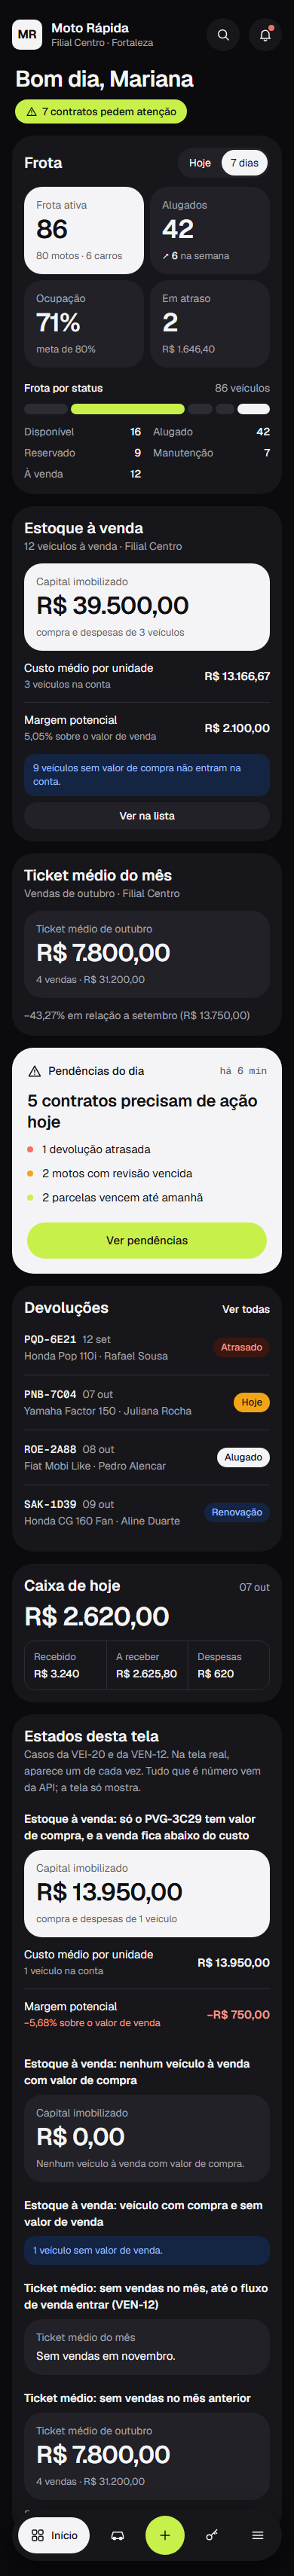 MR
Moto Rápida
Filial Centro · Fortaleza
Bom dia, Mariana
7 contratos pedem atenção
Frota
Hoje
7 dias
Frota ativa
86
80 motos · 6 carros
Alugados
42
↗ 6 na semana
Ocupação
71%
meta de 80%
Em atraso
2
R$ 1.646,40
Frota por status
86 veículos
Disponível 16
Alugado 42
Reservado 9
Manutenção 7
À venda 12
Estoque à venda
12 veículos à venda · Filial Centro
Capital imobilizado
R$ 39.500,00
compra e despesas de 3 veículos
Custo médio por unidade
3 veículos na conta
R$ 13.166,67
Margem potencial
5,05% sobre o valor de venda
R$ 2.100,00
9 veículos sem valor de compra não entram na
conta.
Ver na lista
Ticket médio do mês
Vendas de outubro · Filial Centro
Ticket médio de outubro
R$ 7.800,00
4 vendas · R$ 31.200,00
−43,27% em relação a setembro (R$ 13.750,00)
Pendências do dia
há 6 min
5 contratos precisam de ação
hoje
1 devolução atrasada
2 motos com revisão vencida
2 parcelas vencem até amanhã
Ver pendências
Devoluções
Ver todas
PQD-6E21 12 set
Honda Pop 110i · Rafael Sousa
Atrasado
PNB-7C04 07 out
Yamaha Factor 150 · Juliana Rocha
Hoje
ROE-2A88 08 out
Fiat Mobi Like · Pedro Alencar
Alugado
SAK-1D39 09 out
Honda CG 160 Fan · Aline Duarte
Renovação
Caixa de hoje
07 out
R$ 2.620,00
Recebido
R$ 3.240
A receber
R$ 2.625,80
Despesas
R$ 620
Estados desta tela
Casos da VEI-20 e da VEN-12. Na tela real,
aparece um de cada vez. Tudo que é número vem
da API; a tela só mostra.
Estoque à venda: só o PVG-3C29 tem valor
de compra, e a venda fica abaixo do custo
Capital imobilizado
R$ 13.950,00
compra e despesas de 1 veículo
Custo médio por unidade
1 veículo na conta
R$ 13.950,00
Margem potencial
−5,68% sobre o valor de venda
−R$ 750,00
Estoque à venda: nenhum veículo à venda
com valor de compra
Capital imobilizado
R$ 0,00
Nenhum veículo à venda com valor de compra.
Estoque à venda: veículo com compra e sem
valor de venda
1 veículo sem valor de venda.
Ticket médio: sem vendas no mês, até o fluxo
de venda entrar (VEN-12)
Ticket médio do mês
Sem vendas em novembro.
Ticket médio: sem vendas no mês anterior
Ticket médio de outubro
R$ 7.800,00
4 vendas · R$ 31.200,00
Início